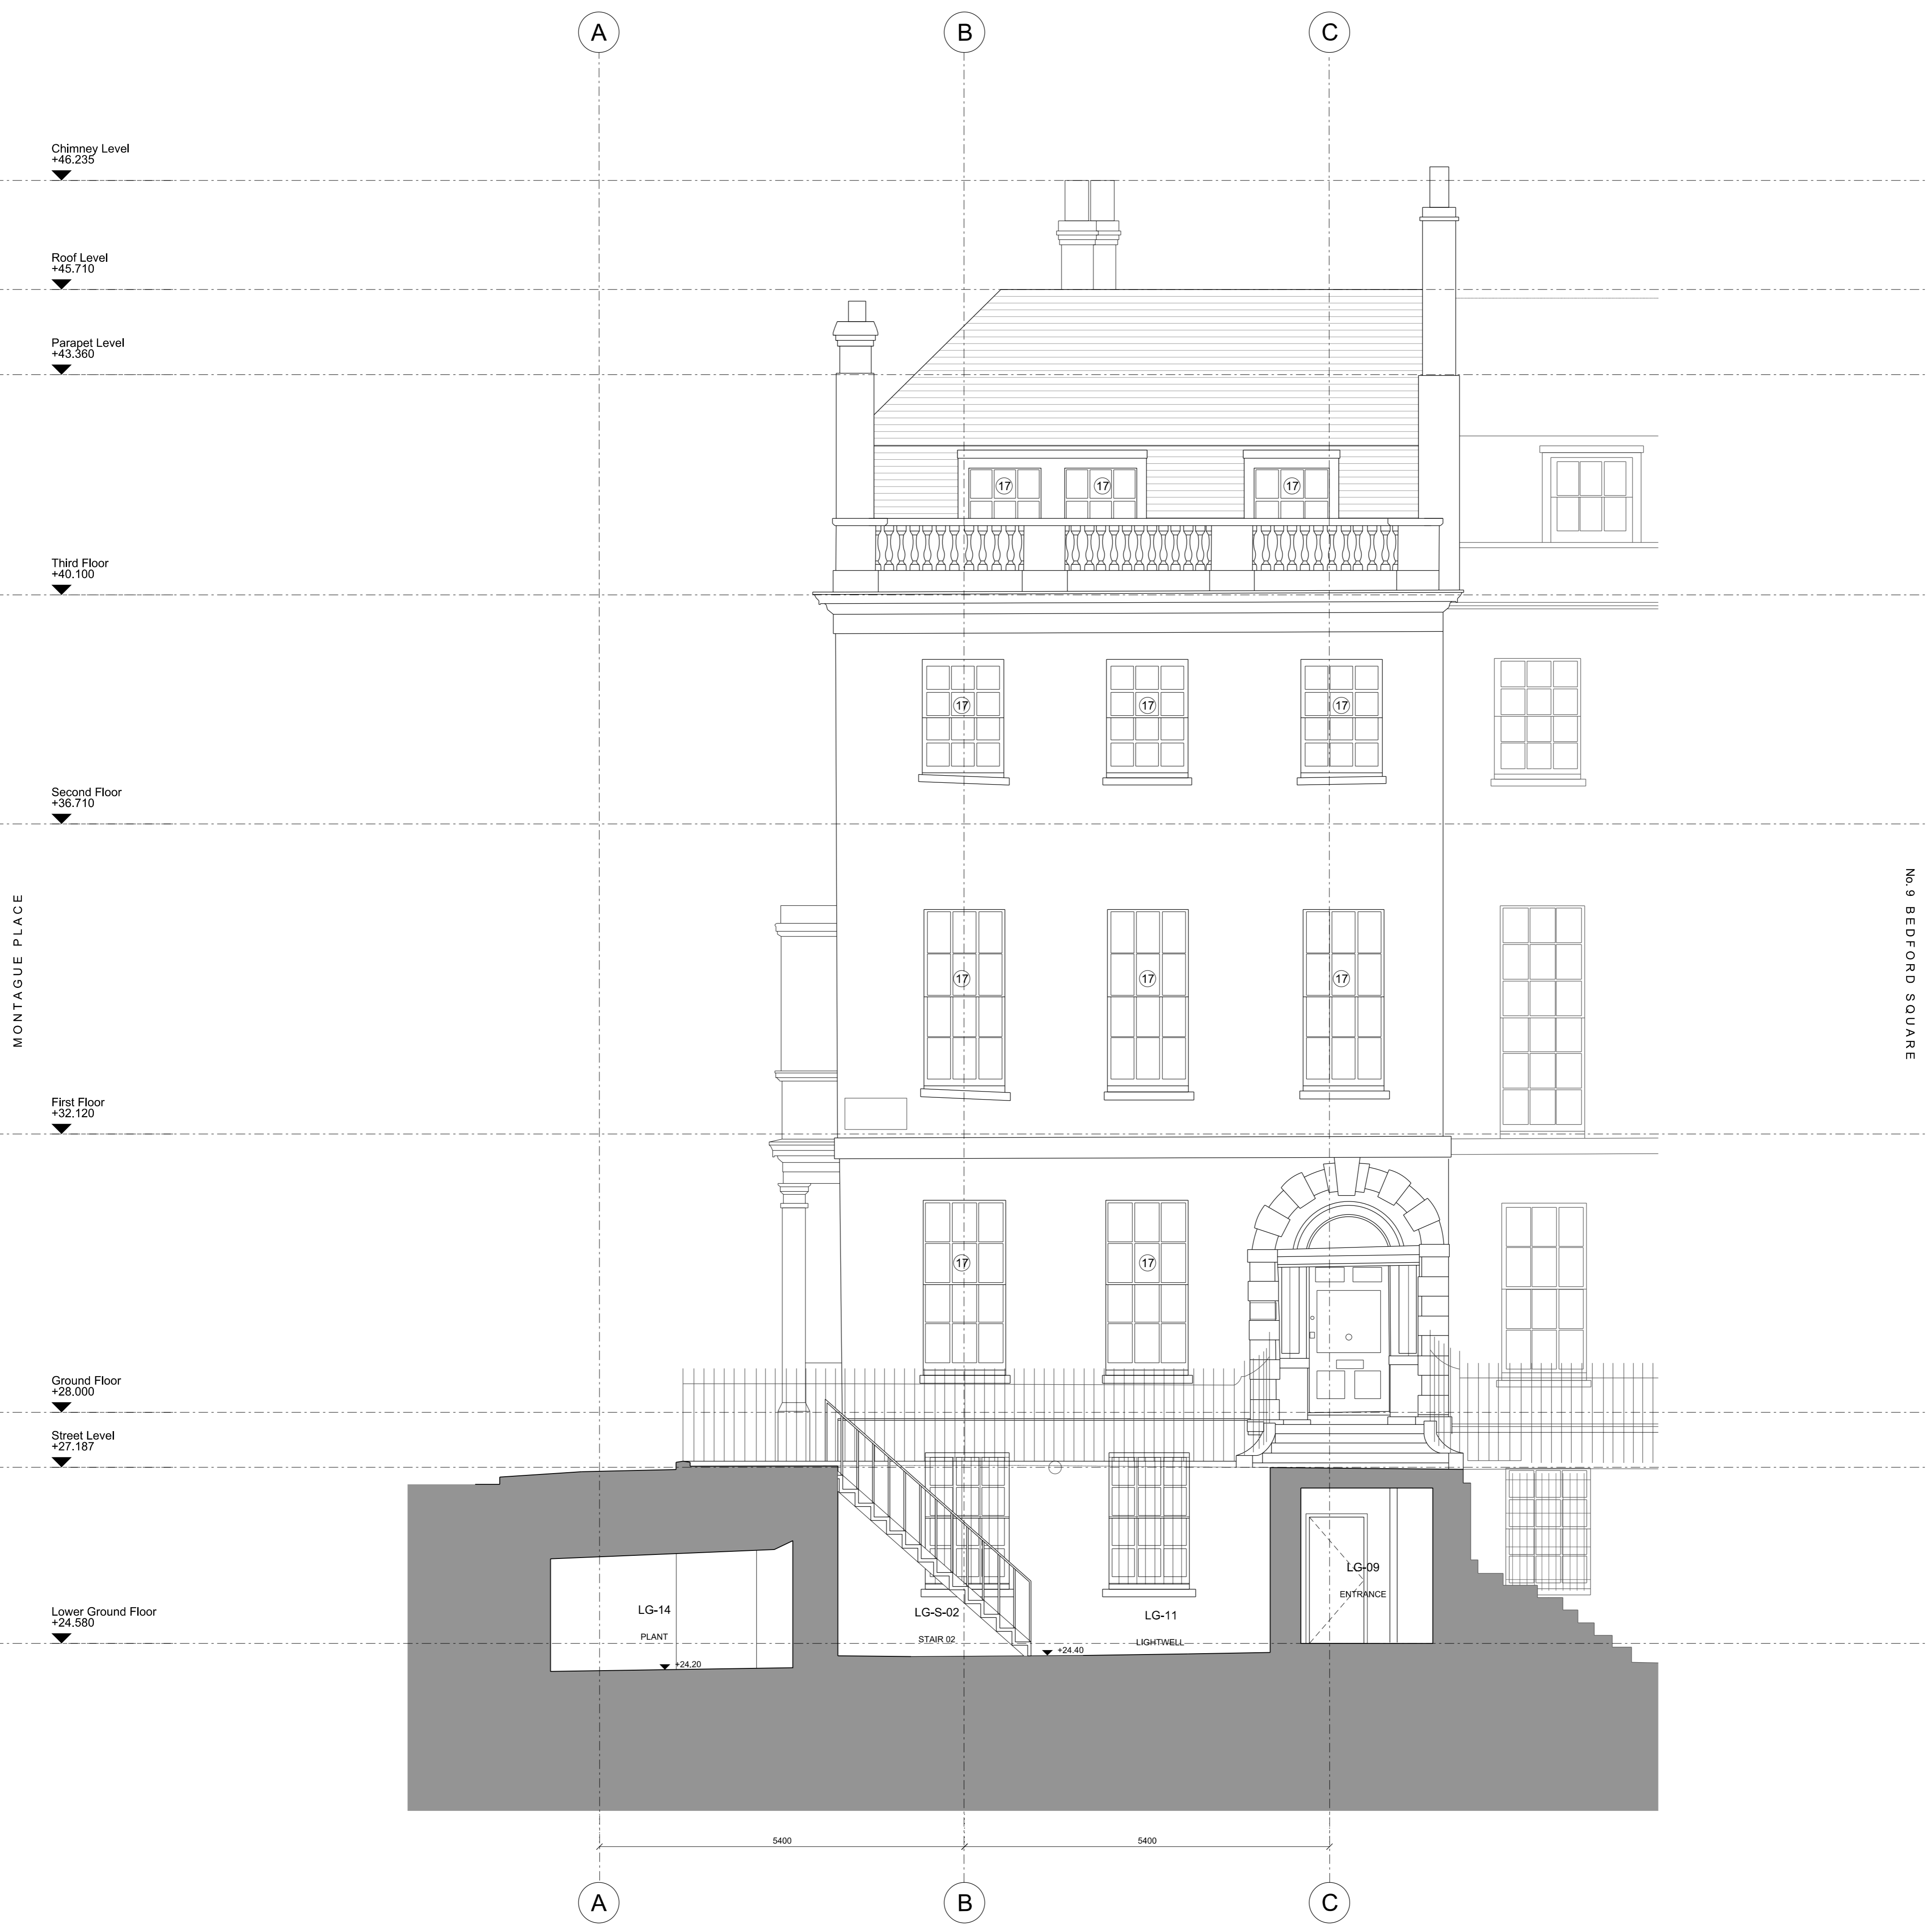 A
B
C
Chimney Level
+46.235
Roof Level
+45.710
Parapet Level
+43.360
17
17
17
Third Floor
+40.100
17
17
17
Second Floor
+36.710
MONTAGUE PLACE
No. 9 BEDFORD SQUARE
17
17
17
First Floor
+32.120
17
17
Ground Floor
+28.000
Street Level
+27.187
LG-09
ENTRANCE
Lower Ground Floor
+24.580
LG-14
PLANT
+24.20
LG-S-02
STAIR 02
LG-11
LIGHTWELL
+24.40
5400
5400
A
B
C